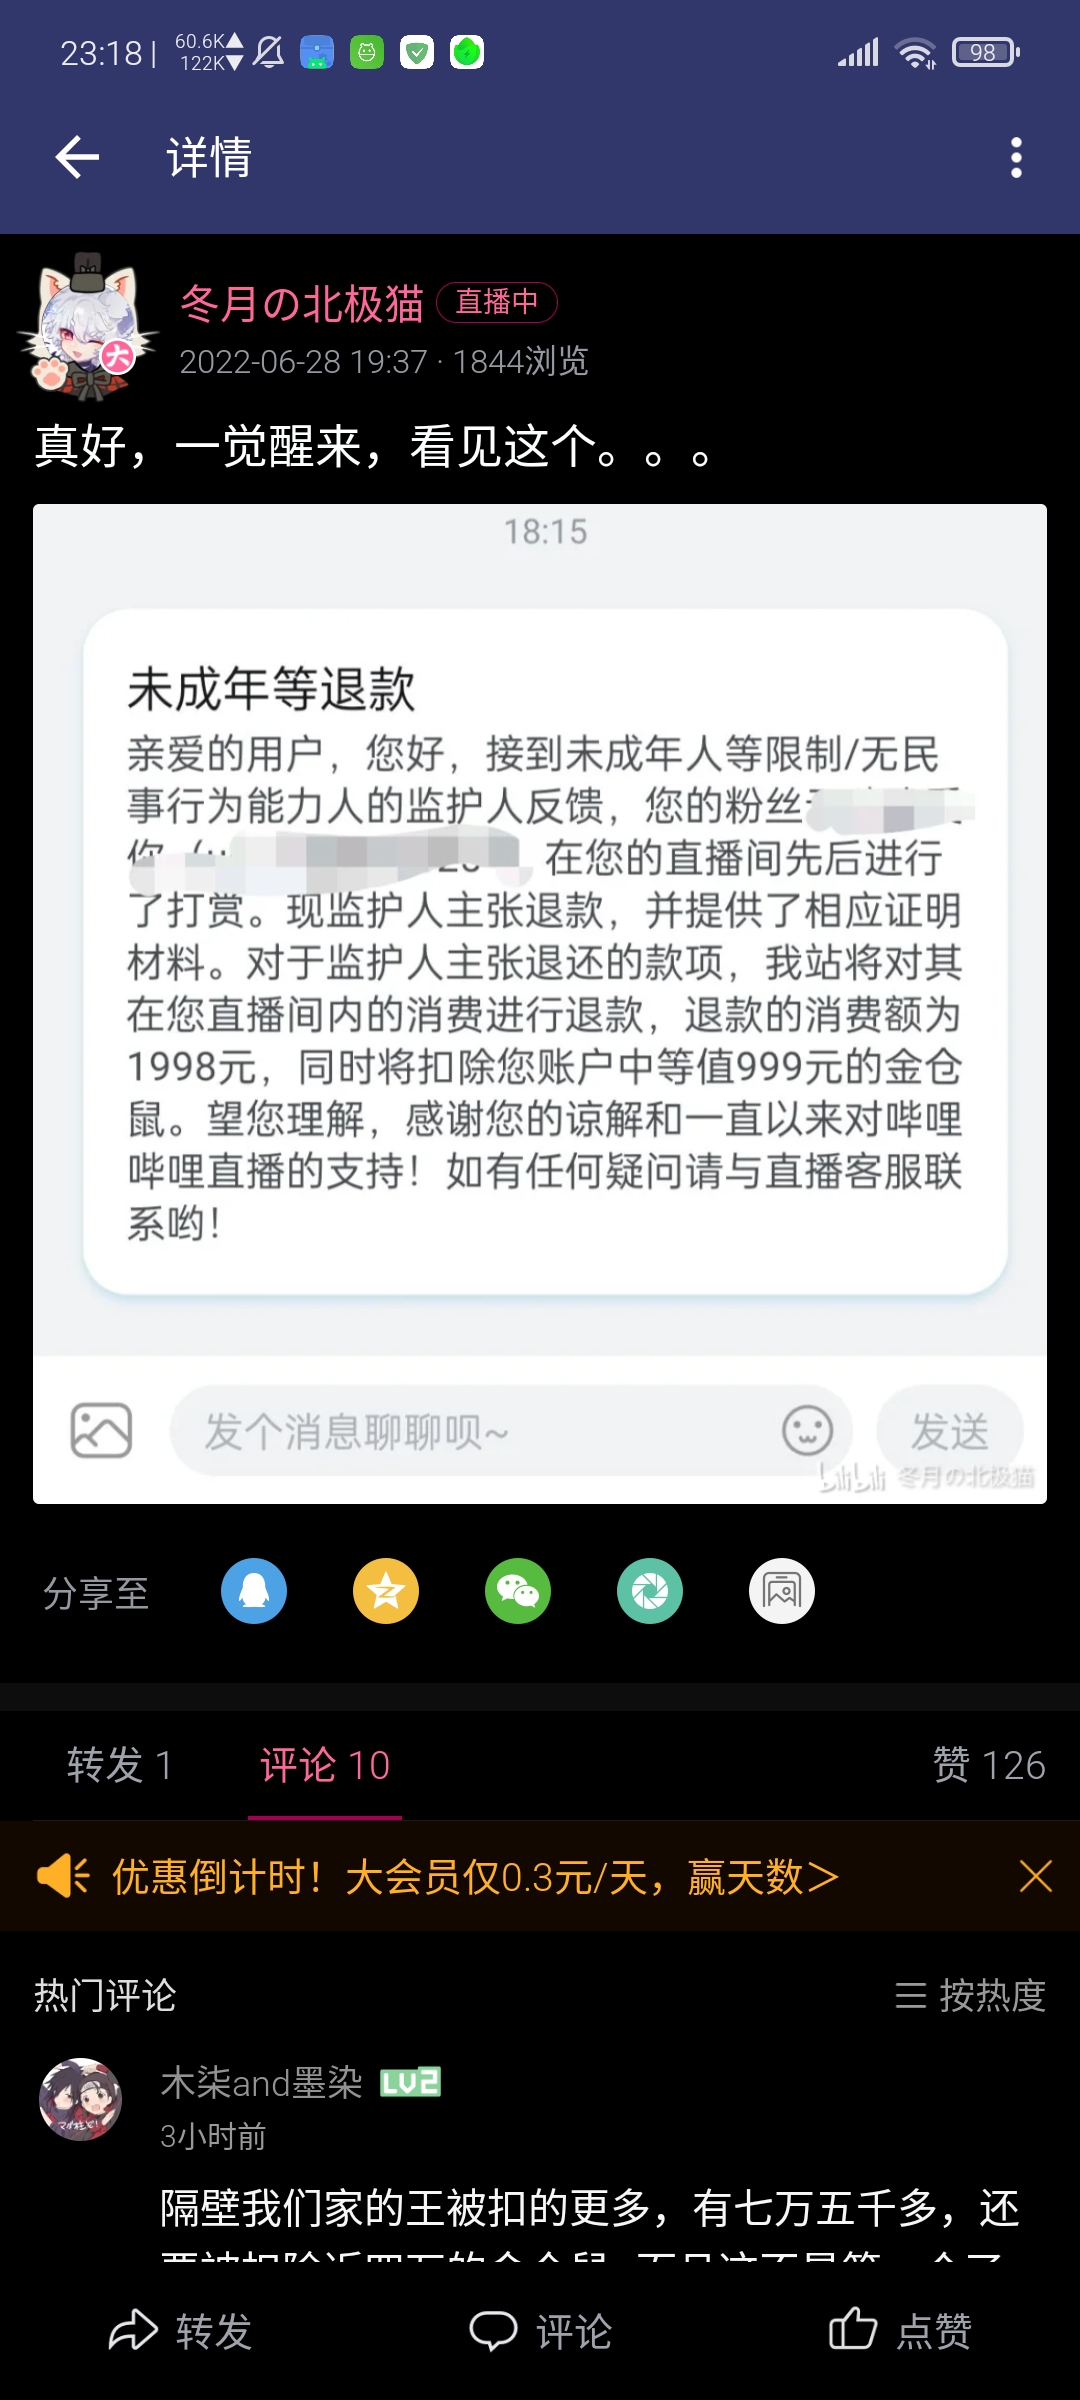 23:18
60.6K
122K
98
详情
冬月の北极猫 直播中
大
2022-06-28 19:37 · 1844浏览
真好，一觉醒来，看见这个。。。
18:15
未成年等退款
亲爱的用户，您好，接到未成年人等限制/无民
事行为能力人的监护人反馈，您的粉丝
你 在您的直播间先后进行
了打赏。现监护人主张退款，并提供了相应证明
材料。对于监护人主张退还的款项，我站将对其
在您直播间内的消费进行退款，退款的消费额为
1998元，同时将扣除您账户中等值999元的金仓
鼠。望您理解，感谢您的谅解和一直以来对哔哩
哔哩直播的支持！如有任何疑问请与直播客服联
系哟！
发个消息聊聊呗~
发送
bilibili 冬月の北极猫
分享至
转发 1
评论 10
赞 126
优惠倒计时！大会员仅0.3元/天，赢天数＞
热门评论
按热度
木柒and墨染 LV2
3小时前
隔壁我们家的王被扣的更多，有七万五千多，还
转发
评论
点赞